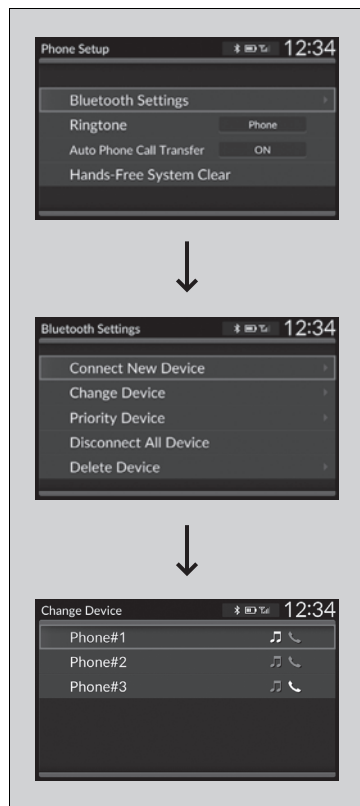 Phone Setup 12:34
Bluetooth Settings
Ringtone Phone
Auto Phone Call Transfer ON
Hands-Free System Clear
Bluetooth Settings 12:34
Connect New Device
Change Device
Priority Device
Disconnect All Device
Delete Device
Change Device 12:34
Phone#1
Phone#2
Phone#3